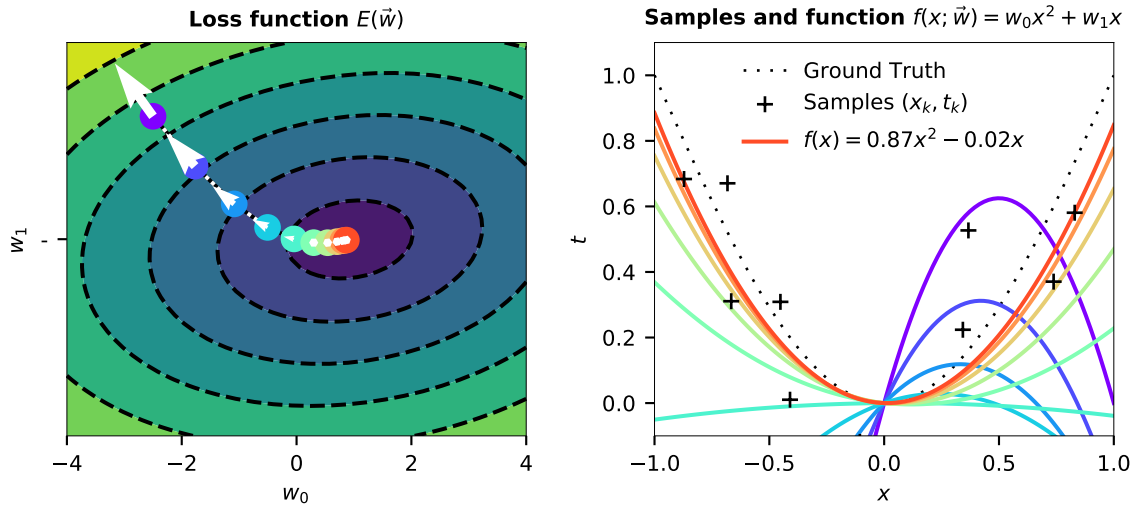 Loss function E(w⃗)
w₁
-
−4
−2
0
2
4
w₀
Samples and function f(x; w⃗) = w₀x² + w₁x
Ground Truth
Samples (xₖ, tₖ)
f(x) = 0.87x² − 0.02x
t
1.0
0.8
0.6
0.4
0.2
0.0
−1.0
−0.5
0.0
0.5
1.0
x